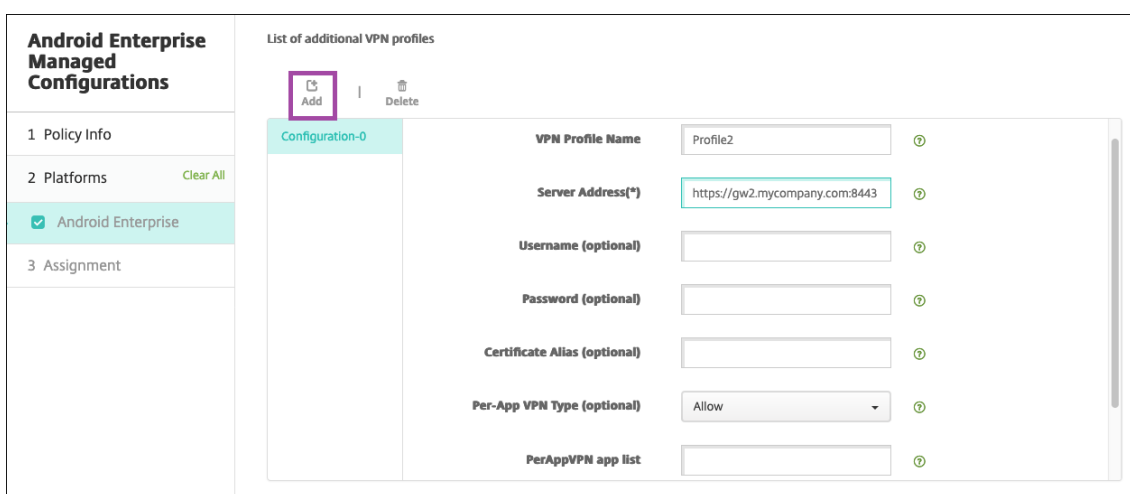 Android Enterprise
Managed
Configurations
1 Policy Info
2 Platforms
Clear All
Android Enterprise
3 Assignment
List of additional VPN profiles
Add
|
Delete
Configuration-0
VPN Profile Name
Profile2
Server Address(*)
https://gw2.mycompany.com:8443
Username (optional)
Password (optional)
Certificate Alias (optional)
Per-App VPN Type (optional)
Allow
PerAppVPN app list